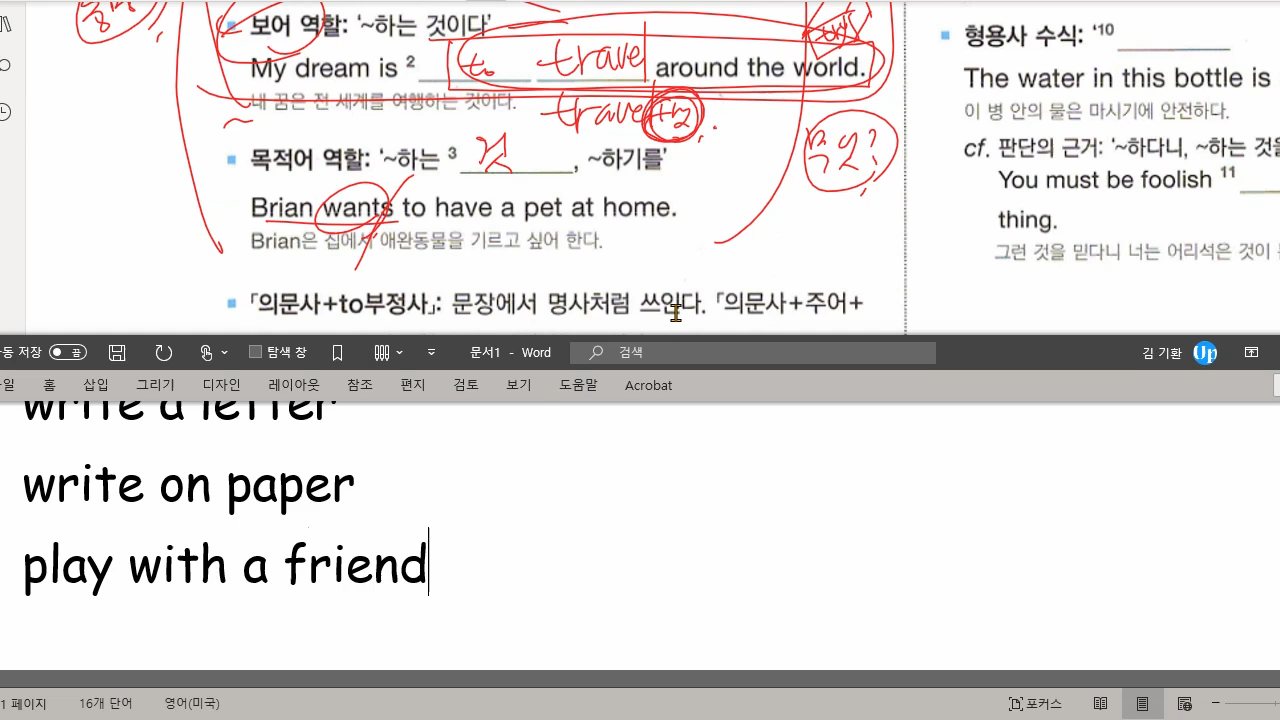 보어 역할: '~하는 것이다'
My dream is ² to travel around the world.
내 꿈은 전 세계를 여행하는 것이다.
travel
목적어 역할: '~하는 ³ 것, ~하기를'
무엇?
Brian wants to have a pet at home.
Brian은 집에서 애완동물을 기르고 싶어 한다.
「의문사+to부정사」: 문장에서 명사처럼 쓰인다. 「의문사+주어+
형용사 수식: '¹⁰
The water in this bottle is
이 병 안의 물은 마시기에 안전하다.
cf. 판단의 근거: '~하다니, ~하는 것을
You must be foolish ¹¹
thing.
그런 것을 믿다니 너는 어리석은 것이
동 저장 끔 탐색 창 문서1 - Word 검색 김 기환 Up
일 홈 삽입 그리기 디자인 레이아웃 참조 편지 검토 보기 도움말 Acrobat
write a letter
write on paper
play with a friend
1 페이지 16개 단어 영어(미국) 포커스